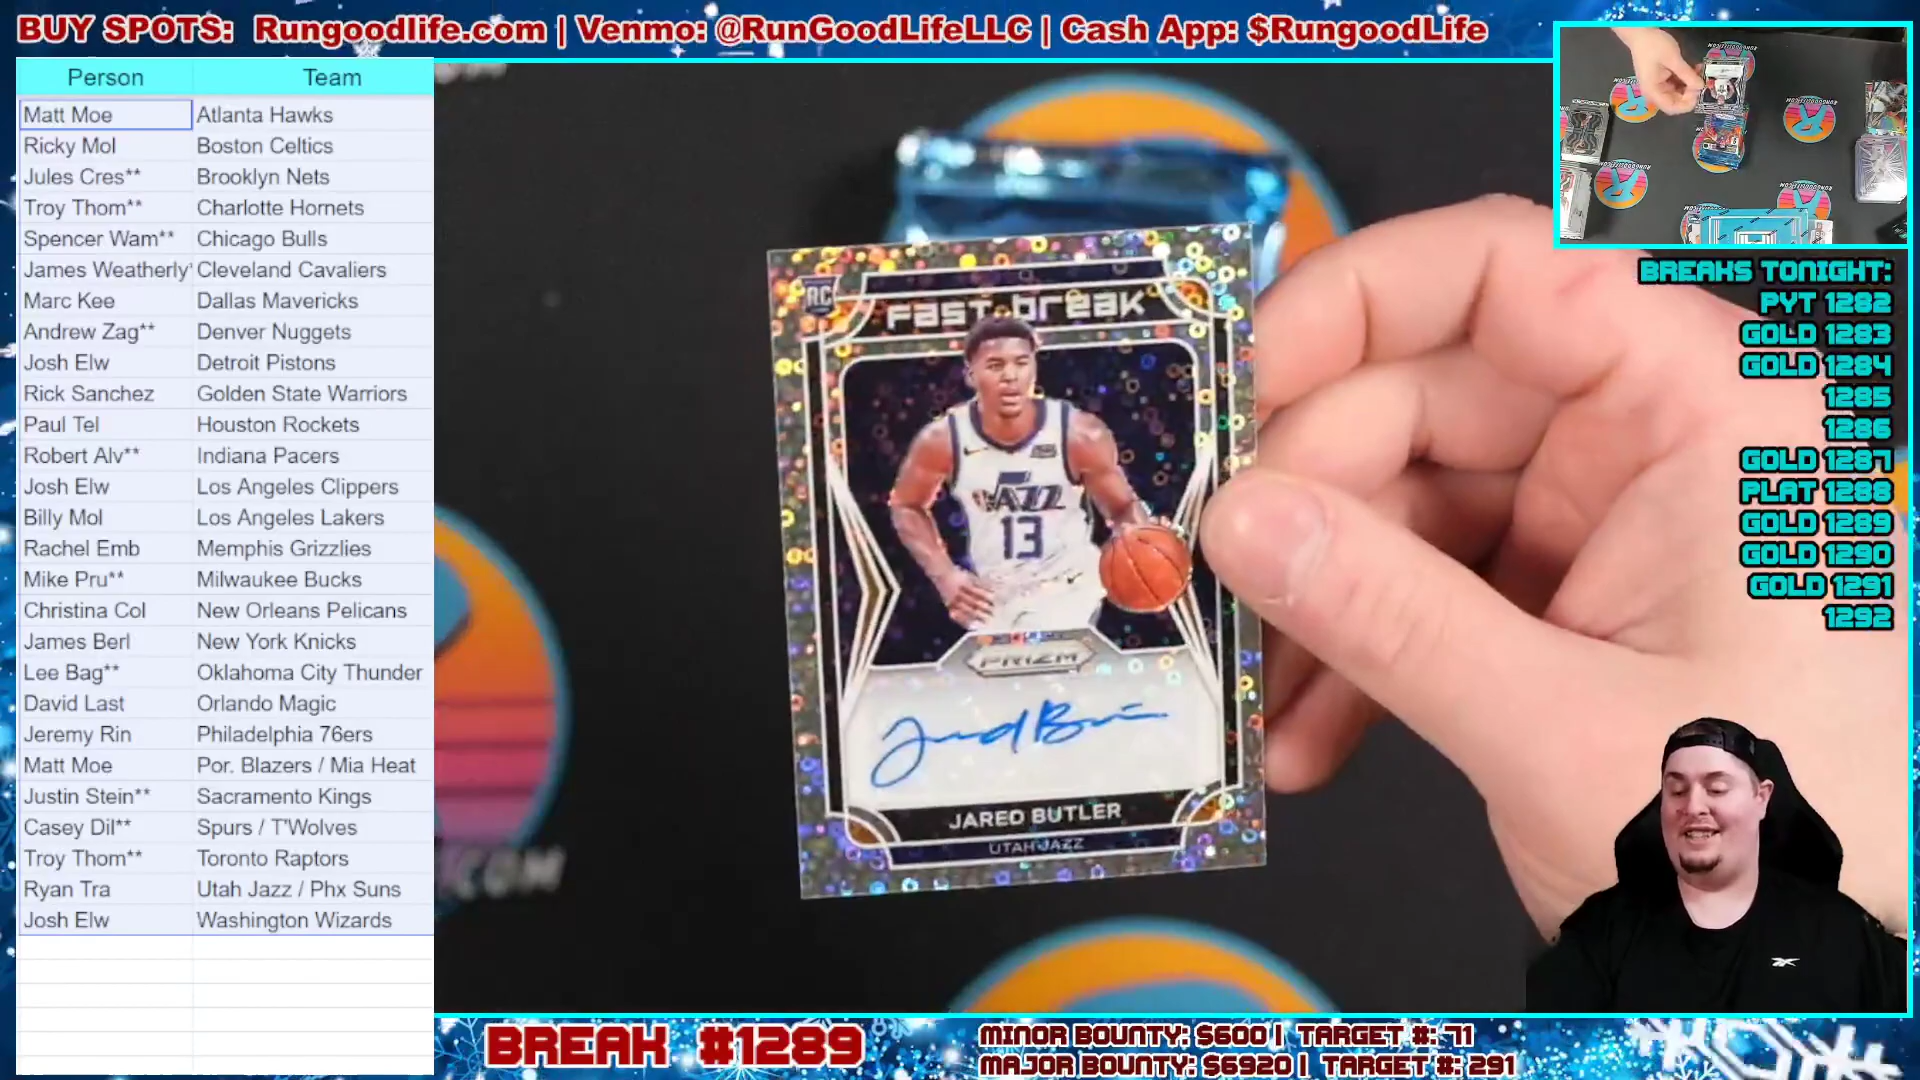 BUY SPOTS: Rungoodlife.com | Venmo: @RunGoodLifeLLC | Cash App: $RungoodLife
Person Team
Matt Moe Atlanta Hawks
Ricky Mol Boston Celtics
Jules Cres** Brooklyn Nets
Troy Thom** Charlotte Hornets
Spencer Wam** Chicago Bulls
James Weatherly* Cleveland Cavaliers
Marc Kee Dallas Mavericks
Andrew Zag** Denver Nuggets
Josh Elw Detroit Pistons
Rick Sanchez Golden State Warriors
Paul Tel Houston Rockets
Robert Alv** Indiana Pacers
Josh Elw Los Angeles Clippers
Billy Mol Los Angeles Lakers
Rachel Emb Memphis Grizzlies
Mike Pru** Milwaukee Bucks
Christina Col New Orleans Pelicans
James Berl New York Knicks
Lee Bag** Oklahoma City Thunder
David Last Orlando Magic
Jeremy Rin Philadelphia 76ers
Matt Moe Por. Blazers / Mia Heat
Justin Stein** Sacramento Kings
Casey Dil** Spurs / T'Wolves
Troy Thom** Toronto Raptors
Ryan Tra Utah Jazz / Phx Suns
Josh Elw Washington Wizards
RC
Fast break
JAZZ
13
PRIZM
Jared Butler
JARED BUTLER
UTAH JAZZ
.COM
BREAKS TONIGHT:
PYT 1282
GOLD 1283
GOLD 1284
1285
1286
GOLD 1287
PLAT 1288
GOLD 1289
GOLD 1290
GOLD 1291
1292
BREAK #1289
MINOR BOUNTY: $600 | TARGET #: 71
MAJOR BOUNTY: $6920 | TARGET #: 291